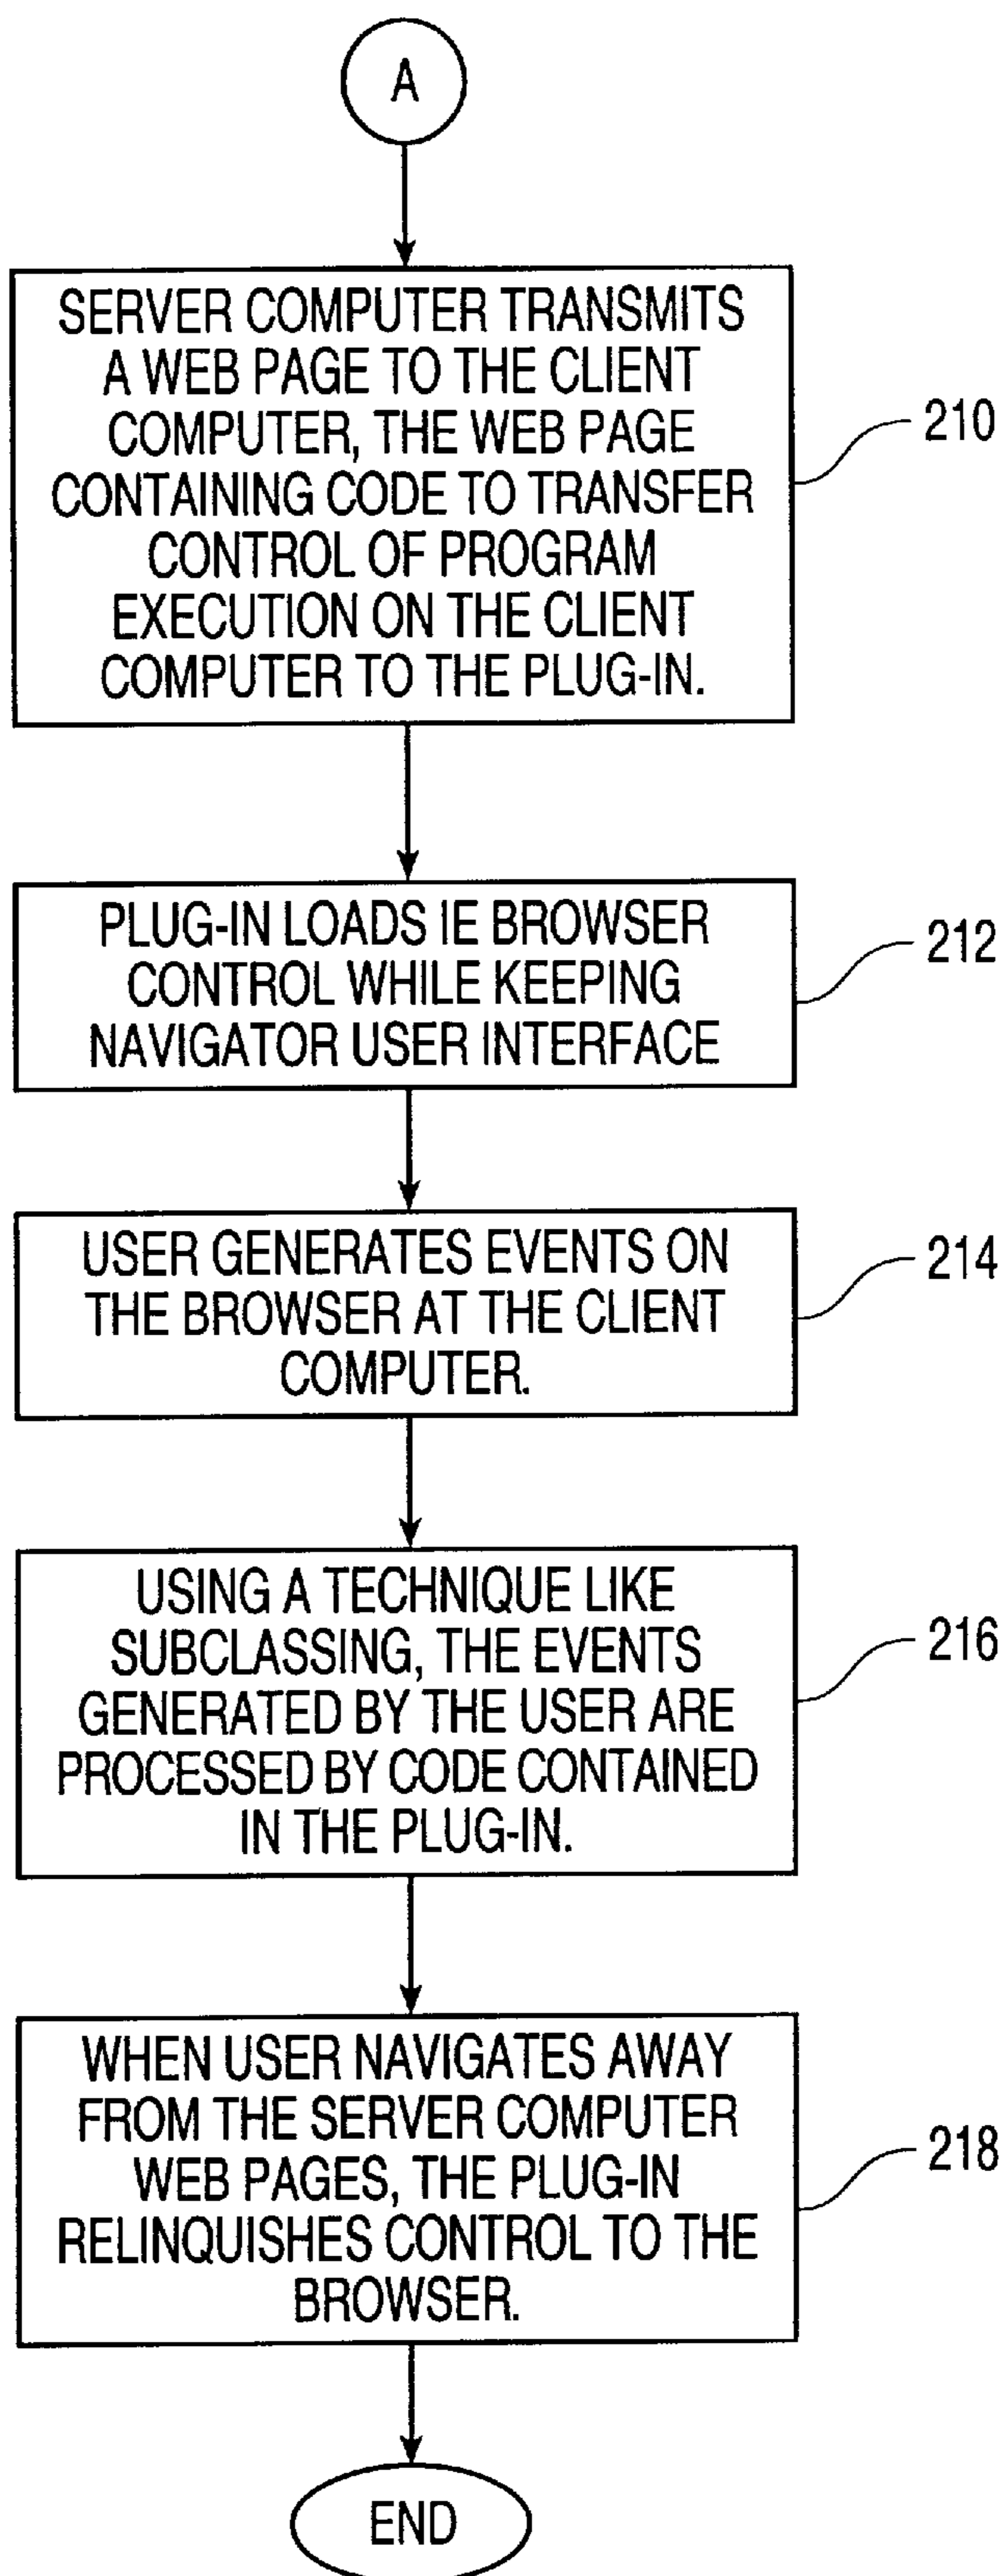 A
SERVER COMPUTER TRANSMITS
A WEB PAGE TO THE CLIENT
COMPUTER, THE WEB PAGE
CONTAINING CODE TO TRANSFER
CONTROL OF PROGRAM
EXECUTION ON THE CLIENT
COMPUTER TO THE PLUG-IN.
210
PLUG-IN LOADS IE BROWSER
CONTROL WHILE KEEPING
NAVIGATOR USER INTERFACE
212
USER GENERATES EVENTS ON
THE BROWSER AT THE CLIENT
COMPUTER.
214
USING A TECHNIQUE LIKE
SUBCLASSING, THE EVENTS
GENERATED BY THE USER ARE
PROCESSED BY CODE CONTAINED
IN THE PLUG-IN.
216
WHEN USER NAVIGATES AWAY
FROM THE SERVER COMPUTER
WEB PAGES, THE PLUG-IN
RELINQUISHES CONTROL TO THE
BROWSER.
218
END